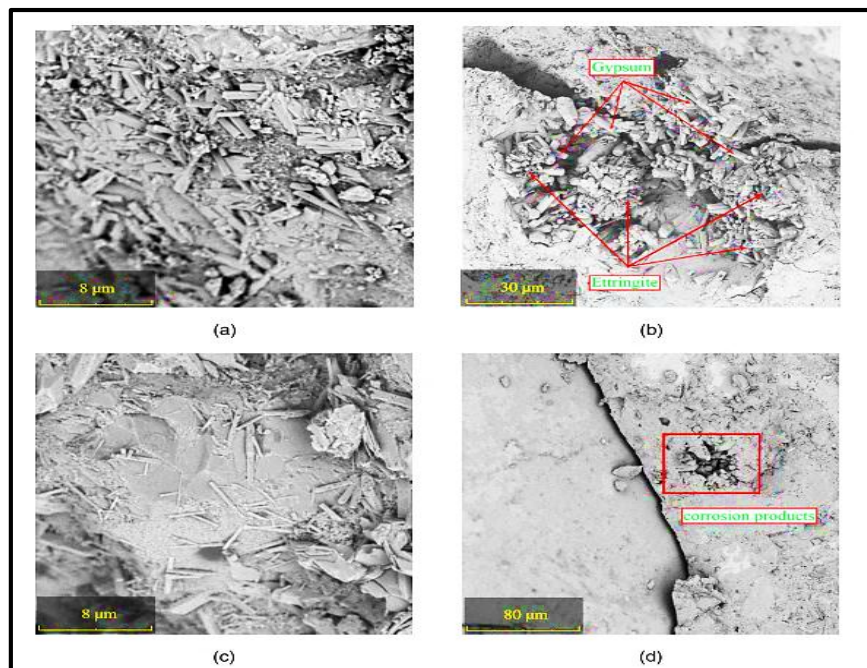 Gypsum
Ettringite
8 µm
30 µm
(a)
(b)
corrosion products
8 µm
80 µm
(c)
(d)